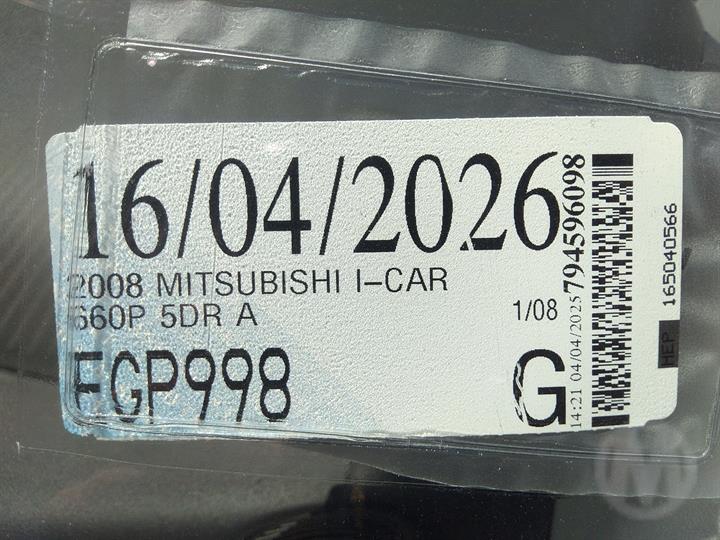 16/04/2026
2008 MITSUBISHI I-CAR
660P 5DR A
1/08
FGP998
G
14:21 04/04/2025
794596098
HEP 165040566
M